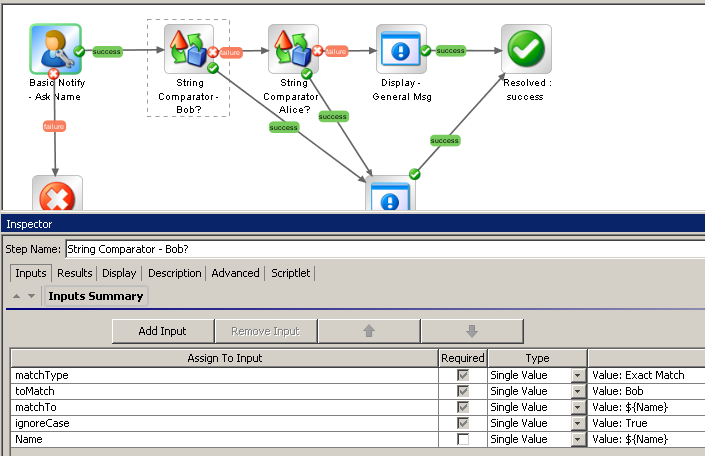 success
failure
failure
success
Basic Notify
- Ask Name
String
Comparator -
Bob?
String
Comparator
Alice?
Display -
General Msg
Resolved :
success
failure
success
success
success
Inspector
Step Name: String Comparator - Bob?
Inputs Results Display Description Advanced Scriptlet
Inputs Summary
Add Input Remove Input
Assign To Input Required Type
matchType Single Value Value: Exact Match
toMatch Single Value Value: Bob
matchTo Single Value Value: ${Name}
ignoreCase Single Value Value: True
Name Single Value Value: ${Name}